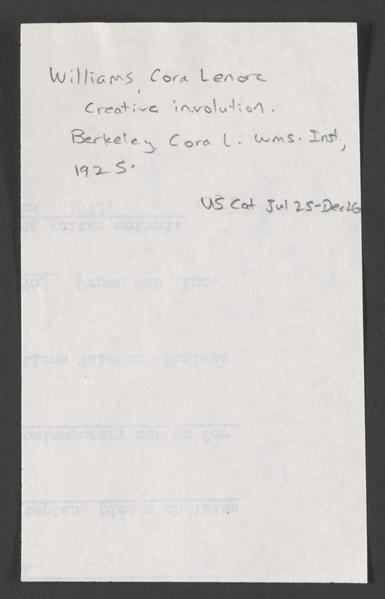 Williams, Cora Lenore
Creative involution.
Berkeley, Cora L. Wms. Inst.,
1925.
US Cat Jul 25-Dec 26